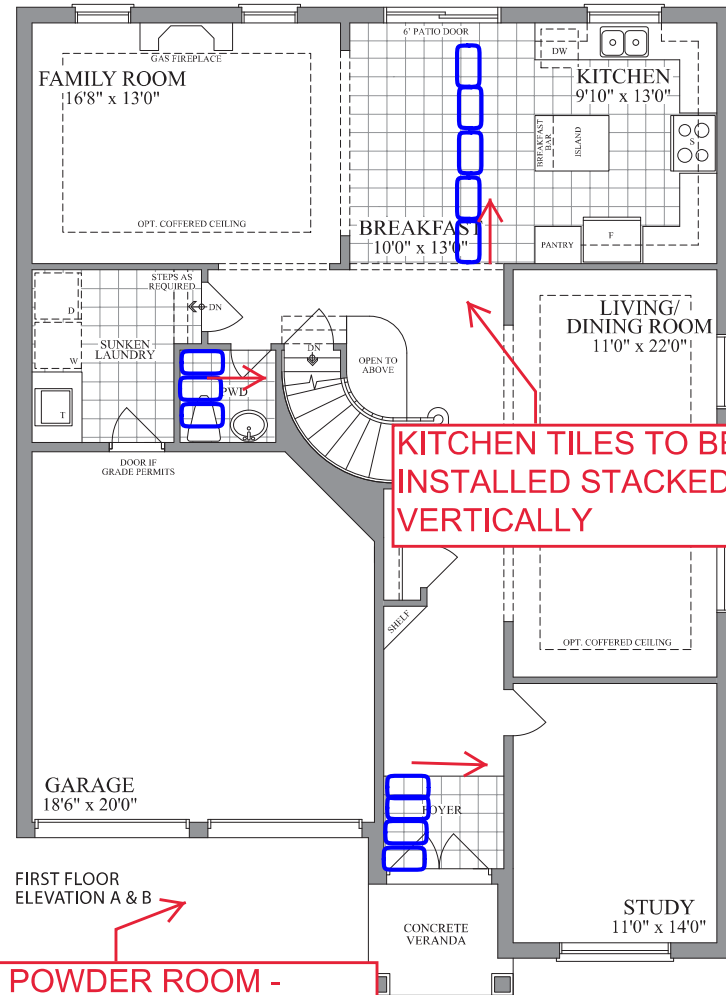 6' PATIO DOOR
GAS FIREPLACE
FAMILY ROOM
16'8" x 13'0"
DW
KITCHEN
9'10" x 13'0"
BREAKFAST
BAR
ISLAND
S
OPT. COFFERED CEILING
BREAKFAST
10'0" x 13'0"
PANTRY
F
STEPS AS
REQUIRED
DN
D
SUNKEN
LAUNDRY
W
T
PWD
DN
OPEN TO
ABOVE
LIVING/
DINING ROOM
11'0" x 22'0"
DOOR IF
GRADE PERMITS
KITCHEN TILES TO BE
INSTALLED STACKED
VERTICALLY
SHELF
OPT. COFFERED CEILING
GARAGE
18'6" x 20'0"
FOYER
FIRST FLOOR
ELEVATION A & B
CONCRETE
VERANDA
STUDY
11'0" x 14'0"
POWDER ROOM -